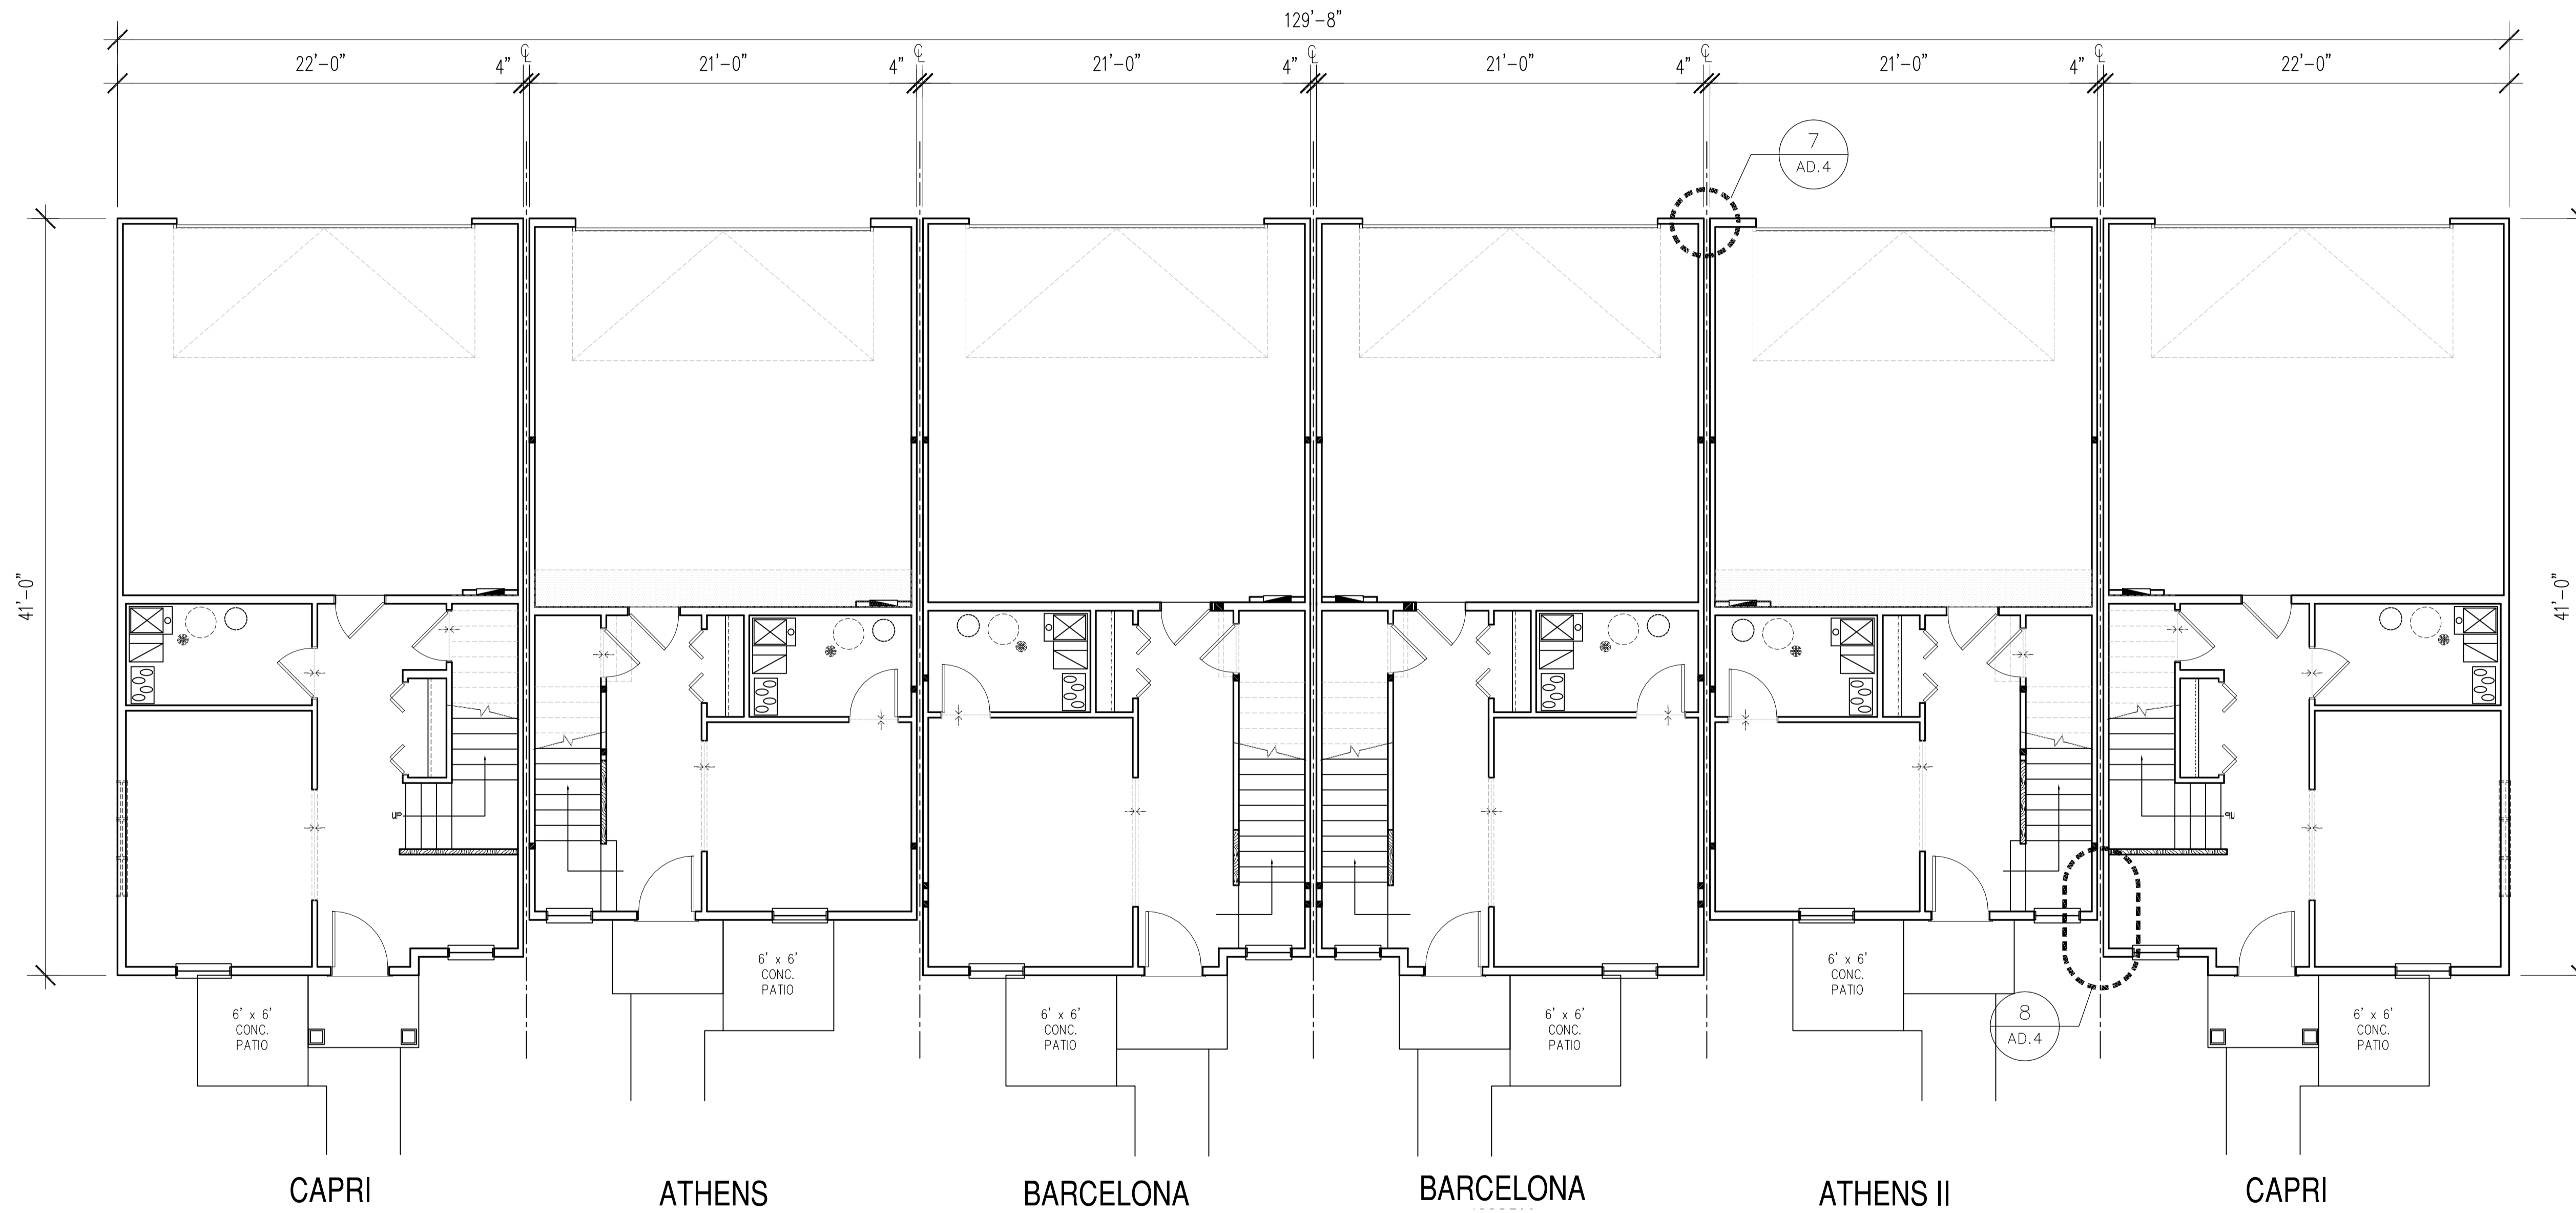 129'-8"
22'-0"
4"
℄
21'-0"
4"
℄
21'-0"
4"
℄
21'-0"
4"
℄
21'-0"
4"
℄
22'-0"
7
AD.4
41'-0"
41'-0"
UP
UP
6' x 6'
CONC.
PATIO
6' x 6'
CONC.
PATIO
6' x 6'
CONC.
PATIO
6' x 6'
CONC.
PATIO
6' x 6'
CONC.
PATIO
8
AD.4
6' x 6'
CONC.
PATIO
CAPRI
ATHENS
BARCELONA
BARCELONA
ATHENS II
CAPRI